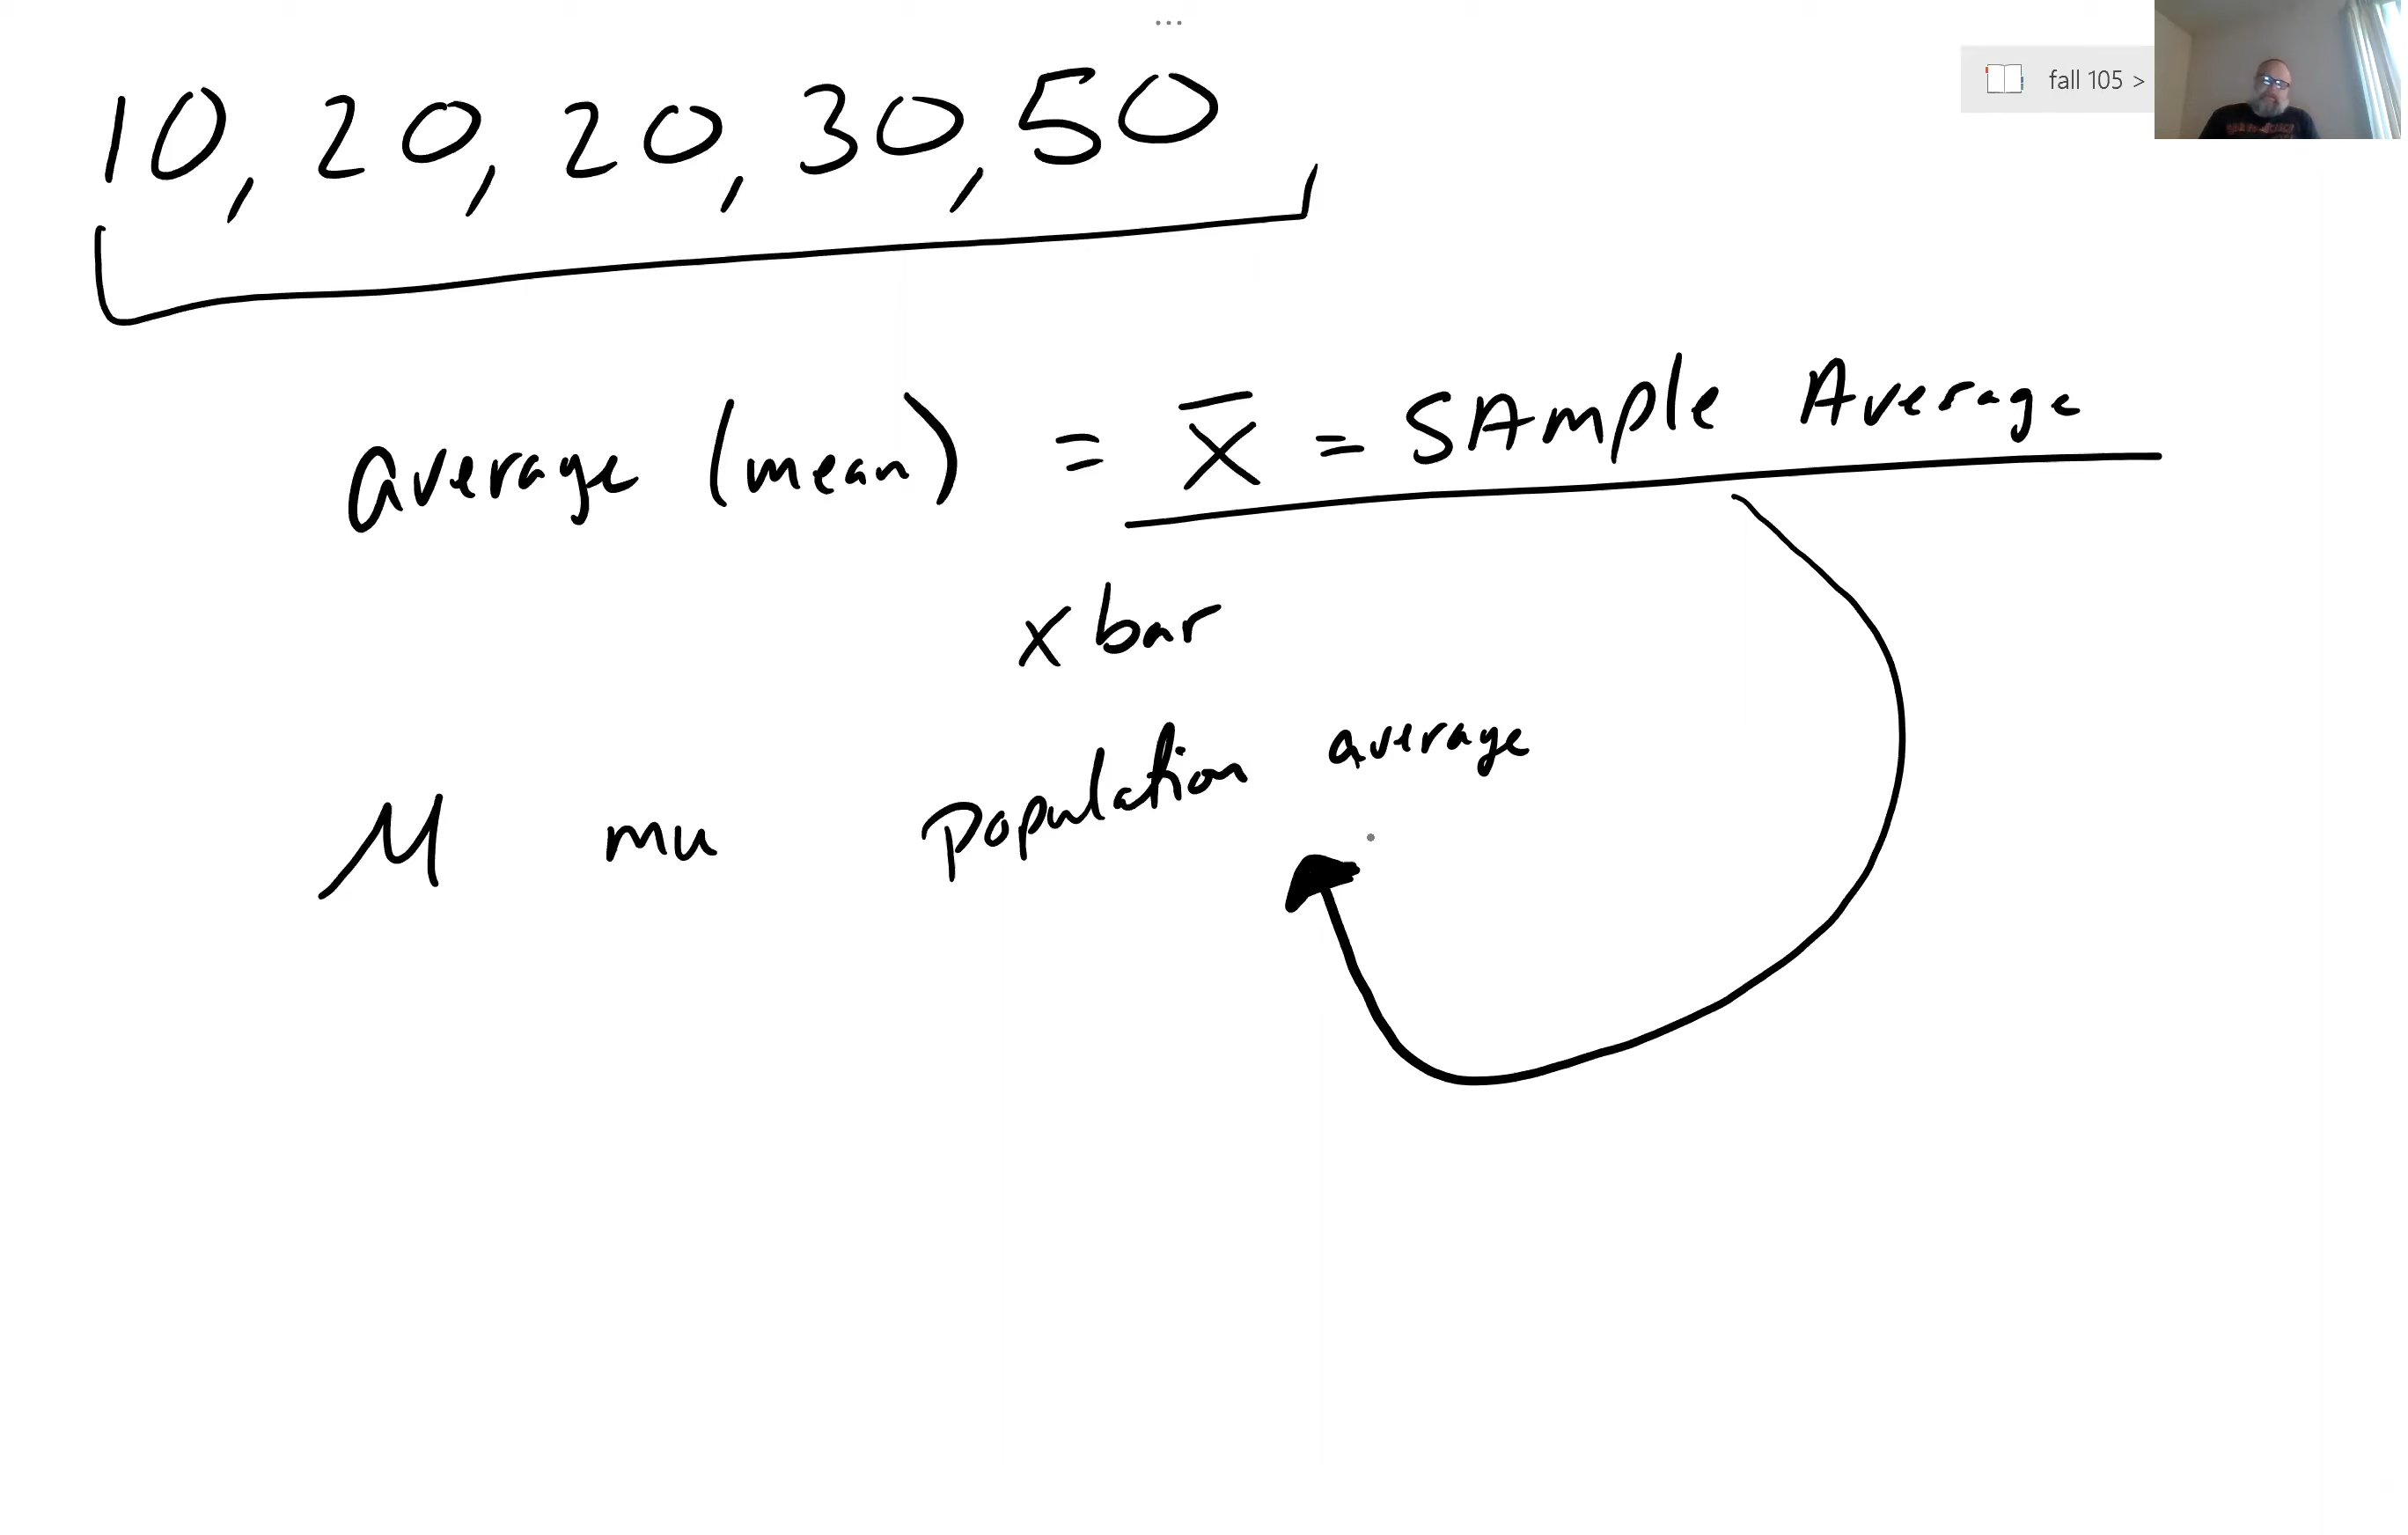 10, 20, 20, 30, 50
fall 105 >
average (mean) = x̅ = SAmple Average
x bar
μ mu population average